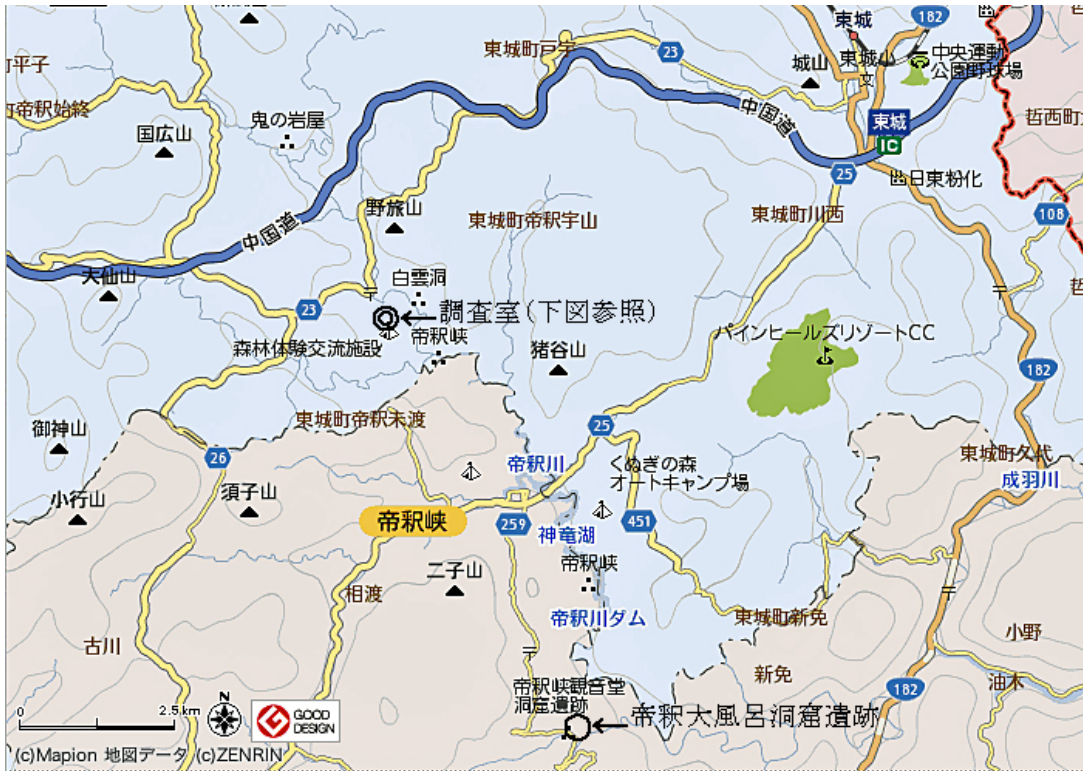 182
東城
23
東城町戸宇
東城山
中央運動
公園野球場
城山
文
町平子
町帝釈始終
国広山
鬼の岩屋
中国道
東城
IC
哲西町大
25
日東粉化
野旅山
東城町帝釈宇山
東城町川西
108
中国道
大仙山
白雲洞
哲
23
調査室(下図参照)
森林体験交流施設
帝釈峡
猪谷山
パインヒールズリゾートCC
182
東城町帝釈未渡
御神山
25
26
帝釈川
くぬぎの森
オートキャンプ場
東城町久代
成羽川
小行山
須子山
帝釈峡
259
神竜湖
451
二子山
帝釈峡
相渡
帝釈川ダム
東城町新免
古川
小野
新免
油木
帝釈峡観音堂
洞窟遺跡
182
帝釈大風呂洞窟遺跡
0
2.5km
N
GOOD
DESIGN
(c)Mapion 地図データ (c)ZENRIN